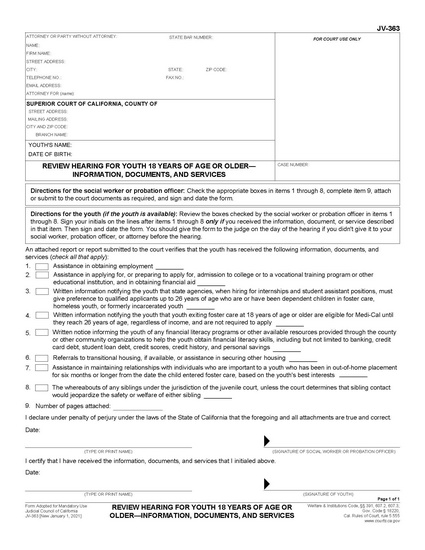 JV-363
ATTORNEY OR PARTY WITHOUT ATTORNEY: STATE BAR NUMBER:
FOR COURT USE ONLY
NAME:
FIRM NAME:
STREET ADDRESS:
CITY: STATE: ZIP CODE:
TELEPHONE NO.: FAX NO.:
EMAIL ADDRESS:
ATTORNEY FOR (name):
SUPERIOR COURT OF CALIFORNIA, COUNTY OF
STREET ADDRESS:
MAILING ADDRESS:
CITY AND ZIP CODE:
BRANCH NAME:
YOUTH'S NAME:
DATE OF BIRTH:
REVIEW HEARING FOR YOUTH 18 YEARS OF AGE OR OLDER—
INFORMATION, DOCUMENTS, AND SERVICES
CASE NUMBER:
Directions for the social worker or probation officer: Check the appropriate boxes in items 1 through 8, complete item 9, attach
or submit to the court documents as required, and sign and date the form.
Directions for the youth (if the youth is available): Review the boxes checked by the social worker or probation officer in items 1
through 8. Sign your initials on the lines after items 1 through 8 only if you received the information, document, or service described
in that item. Then sign and date the form. You should give the form to the judge on the day of the hearing if you didn't give it to your
social worker, probation officer, or attorney before the hearing.
An attached report or report submitted to the court verifies that the youth has received the following information, documents, and
services (check all that apply):
1. Assistance in obtaining employment
2. Assistance in applying for, or preparing to apply for, admission to college or to a vocational training program or other
educational institution, and in obtaining financial aid
3. Written information notifying the youth that state agencies, when hiring for internships and student assistant positions, must
give preference to qualified applicants up to 26 years of age who are or have been dependent children in foster care,
homeless youth, or formerly incarcerated youth
4. Written information notifying the youth that youth exiting foster care at 18 years of age or older are eligible for Medi-Cal until
they reach 26 years of age, regardless of income, and are not required to apply
5. Written notice informing the youth of any financial literacy programs or other available resources provided through the county
or other community organizations to help the youth obtain financial literacy skills, including but not limited to banking, credit
card debt, student loan debt, credit scores, credit history, and personal savings
6. Referrals to transitional housing, if available, or assistance in securing other housing
7. Assistance in maintaining relationships with individuals who are important to a youth who has been in out-of-home placement
for six months or longer from the date the child entered foster care, based on the youth's best interests
8. The whereabouts of any siblings under the jurisdiction of the juvenile court, unless the court determines that sibling contact
would jeopardize the safety or welfare of either sibling
9. Number of pages attached:
I declare under penalty of perjury under the laws of the State of California that the foregoing and all attachments are true and correct.
Date:
(TYPE OR PRINT NAME) (SIGNATURE OF SOCIAL WORKER OR PROBATION OFFICER)
I certify that I have received the information, documents, and services that I initialed above.
Date:
(TYPE OR PRINT NAME) (SIGNATURE OF YOUTH)
Page 1 of 1
Form Adopted for Mandatory Use
Judicial Council of California
JV-363 [New January 1, 2021]
REVIEW HEARING FOR YOUTH 18 YEARS OF AGE OR
OLDER—INFORMATION, DOCUMENTS, AND SERVICES
Welfare & Institutions Code, §§ 391, 607.2, 607.3;
Gov. Code § 18220;
Cal. Rules of Court, rule 5.555
www.courts.ca.gov